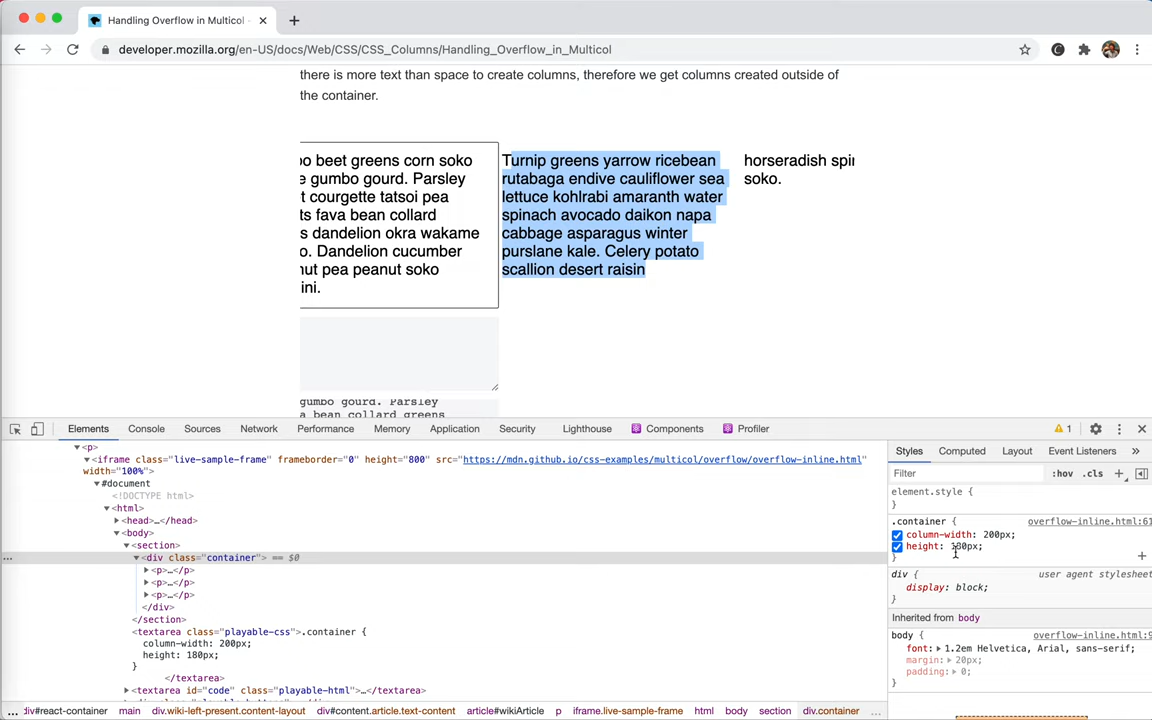 Handling Overflow in Multicol -
developer.mozilla.org/en-US/docs/Web/CSS/CSS_Columns/Handling_Overflow_in_Multicol
there is more text than space to create columns, therefore we get columns created outside of
the container.
o beet greens corn soko
e gumbo gourd. Parsley
t courgette tatsoi pea
ts fava bean collard
s dandelion okra wakame
o. Dandelion cucumber
nut pea peanut soko
ini.
Turnip greens yarrow ricebean
rutabaga endive cauliflower sea
lettuce kohlrabi amaranth water
spinach avocado daikon napa
cabbage asparagus winter
purslane kale. Celery potato
scallion desert raisin
horseradish spin
soko.
gumbo gourd. Parsley
a bean collard greens
Elements Console Sources Network Performance Memory Application Security Lighthouse Components Profiler 1
<p>
<iframe class="live-sample-frame" frameborder="0" height="800" src="https://mdn.github.io/css-examples/multicol/overflow/overflow-inline.html"
width="100%">
#document
<!DOCTYPE html>
<html>
<head>…</head>
<body>
<section>
… <div class="container"> == $0
<p>…</p>
<p>…</p>
<p>…</p>
</div>
</section>
<textarea class="playable-css">.container {
column-width: 200px;
height: 180px;
}
</textarea>
<textarea id="code" class="playable-html">…</textarea>
… div#react-container main div.wiki-left-present.content-layout div#content.article.text-content article#wikiArticle p iframe.live-sample-frame html body section div.container …
Styles Computed Layout Event Listeners »
Filter :hov .cls +
element.style {
}
.container { overflow-inline.html:61
column-width: 200px;
height: 180px;
}
div { user agent stylesheet
display: block;
}
Inherited from body
body { overflow-inline.html:9
font: 1.2em Helvetica, Arial, sans-serif;
margin: 20px;
padding: 0;
}